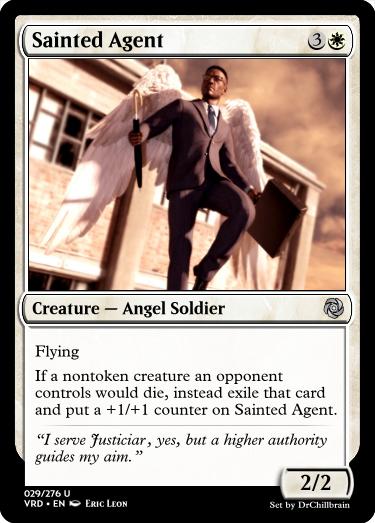 Sainted Agent 3
Creature — Angel Soldier
Flying
If a nontoken creature an opponent
controls would die, instead exile that card
and put a +1/+1 counter on Sainted Agent.
“I serve Justiciar, yes, but a higher authority
guides my aim.”
2/2
029/276 U
VRD • EN Eric Leon
Set by DrChillbrain